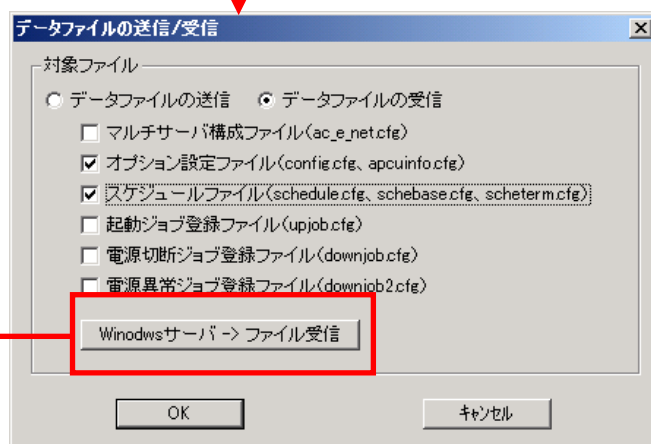 データファイルの送信/受信
対象ファイル
データファイルの送信 データファイルの受信
マルチサーバ構成ファイル(ac_e_net.cfg)
オプション設定ファイル(config.cfg、apcuinfo.cfg)
スケジュールファイル(schedule.cfg、schebase.cfg、scheterm.cfg)
起動ジョブ登録ファイル(upjob.cfg)
電源切断ジョブ登録ファイル(downjob.cfg)
電源異常ジョブ登録ファイル(downjob2.cfg)
Winodwsサーバ -> ファイル受信
OK キャンセル